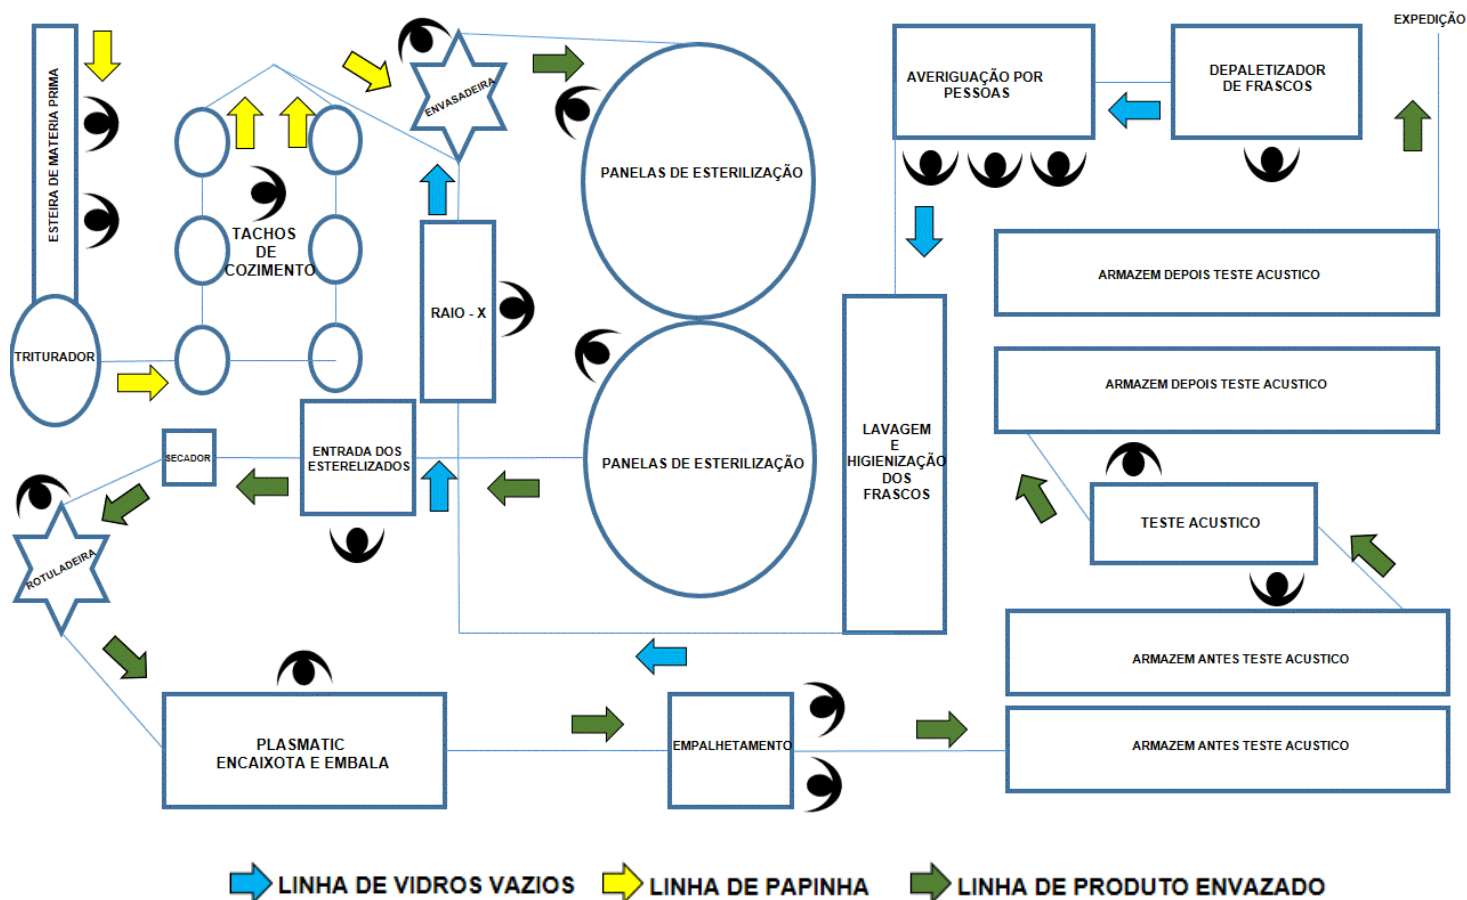 EXPEDIÇÃO
ESTEIRA DE MATERIA PRIMA
ENVASADEIRA
AVERIGUAÇÃO POR
PESSOAS
DEPALETIZADOR
DE FRASCOS
PANELAS DE ESTERILIZAÇÃO
TACHOS
DE
COZIMENTO
ARMAZEM DEPOIS TESTE ACUSTICO
RAIO - X
TRITURADOR
ARMAZEM DEPOIS TESTE ACUSTICO
LAVAGEM
E
HIGIENIZAÇÃO
DOS
FRASCOS
SECADOR
ENTRADA DOS
ESTERELIZADOS
PANELAS DE ESTERILIZAÇÃO
TESTE ACUSTICO
ROTULADEIRA
ARMAZEM ANTES TESTE ACUSTICO
PLASMATIC
ENCAIXOTA E EMBALA
EMPALHETAMENTO
ARMAZEM ANTES TESTE ACUSTICO
LINHA DE VIDROS VAZIOS
LINHA DE PAPINHA
LINHA DE PRODUTO ENVAZADO